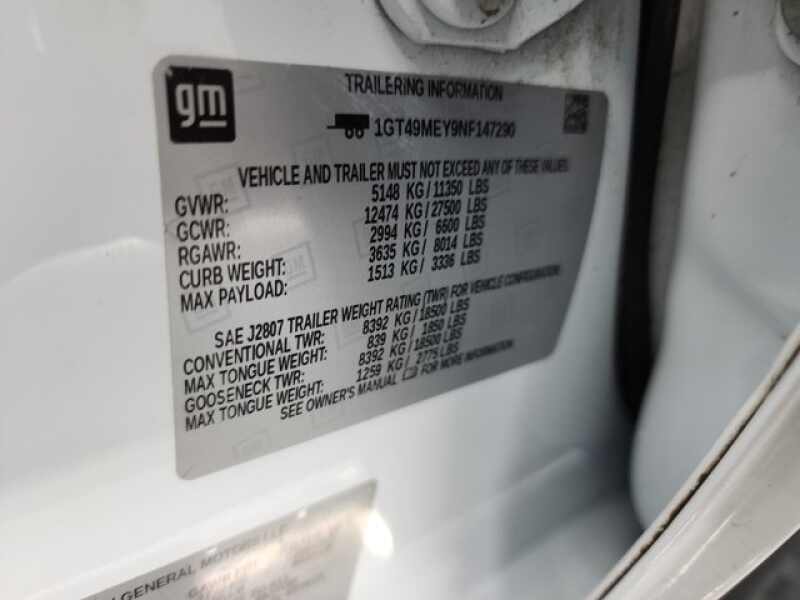 gm
TRAILERING INFORMATION
1GT49MEY9NF147290
VEHICLE AND TRAILER MUST NOT EXCEED ANY OF THESE VALUES:
GVWR: 5148 KG/11350 LBS
GCWR: 12474 KG/27500 LBS
RGAWR: 2994 KG/ 6600 LBS
CURB WEIGHT: 3635 KG/ 8014 LBS
MAX PAYLOAD: 1513 KG/ 3336 LBS
SAE J2807 TRAILER WEIGHT RATING (TWR) FOR VEHICLE CONFIGURATION:
CONVENTIONAL TWR: 8392 KG/18500 LBS
MAX TONGUE WEIGHT: 839 KG/ 1850 LBS
GOOSENECK TWR: 8392 KG/18500 LBS
MAX TONGUE WEIGHT: 1259 KG/ 2775 LBS
SEE OWNER'S MANUAL FOR MORE INFORMATION
GENERAL MOTORS LLC